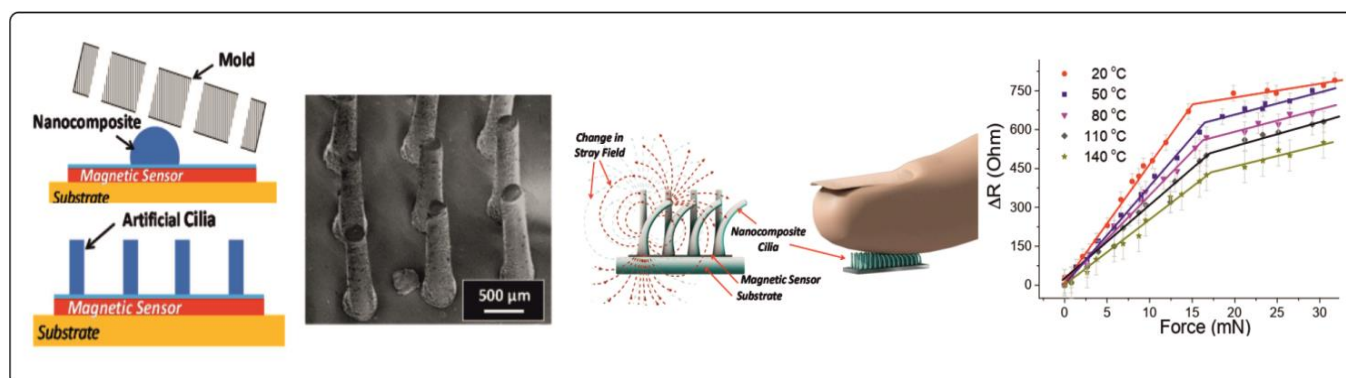 Mold
Nanocomposite
Magnetic Sensor
Substrate
Artificial Cilia
Magnetic Sensor
Substrate
500 µm
Change in
Stray Field
Nanocomposite
Cilia
Magnetic Sensor
Substrate
20 °C
50 °C
80 °C
110 °C
140 °C
ΔR (Ohm)
750
600
450
300
150
0
0 5 10 15 20 25 30
Force (mN)